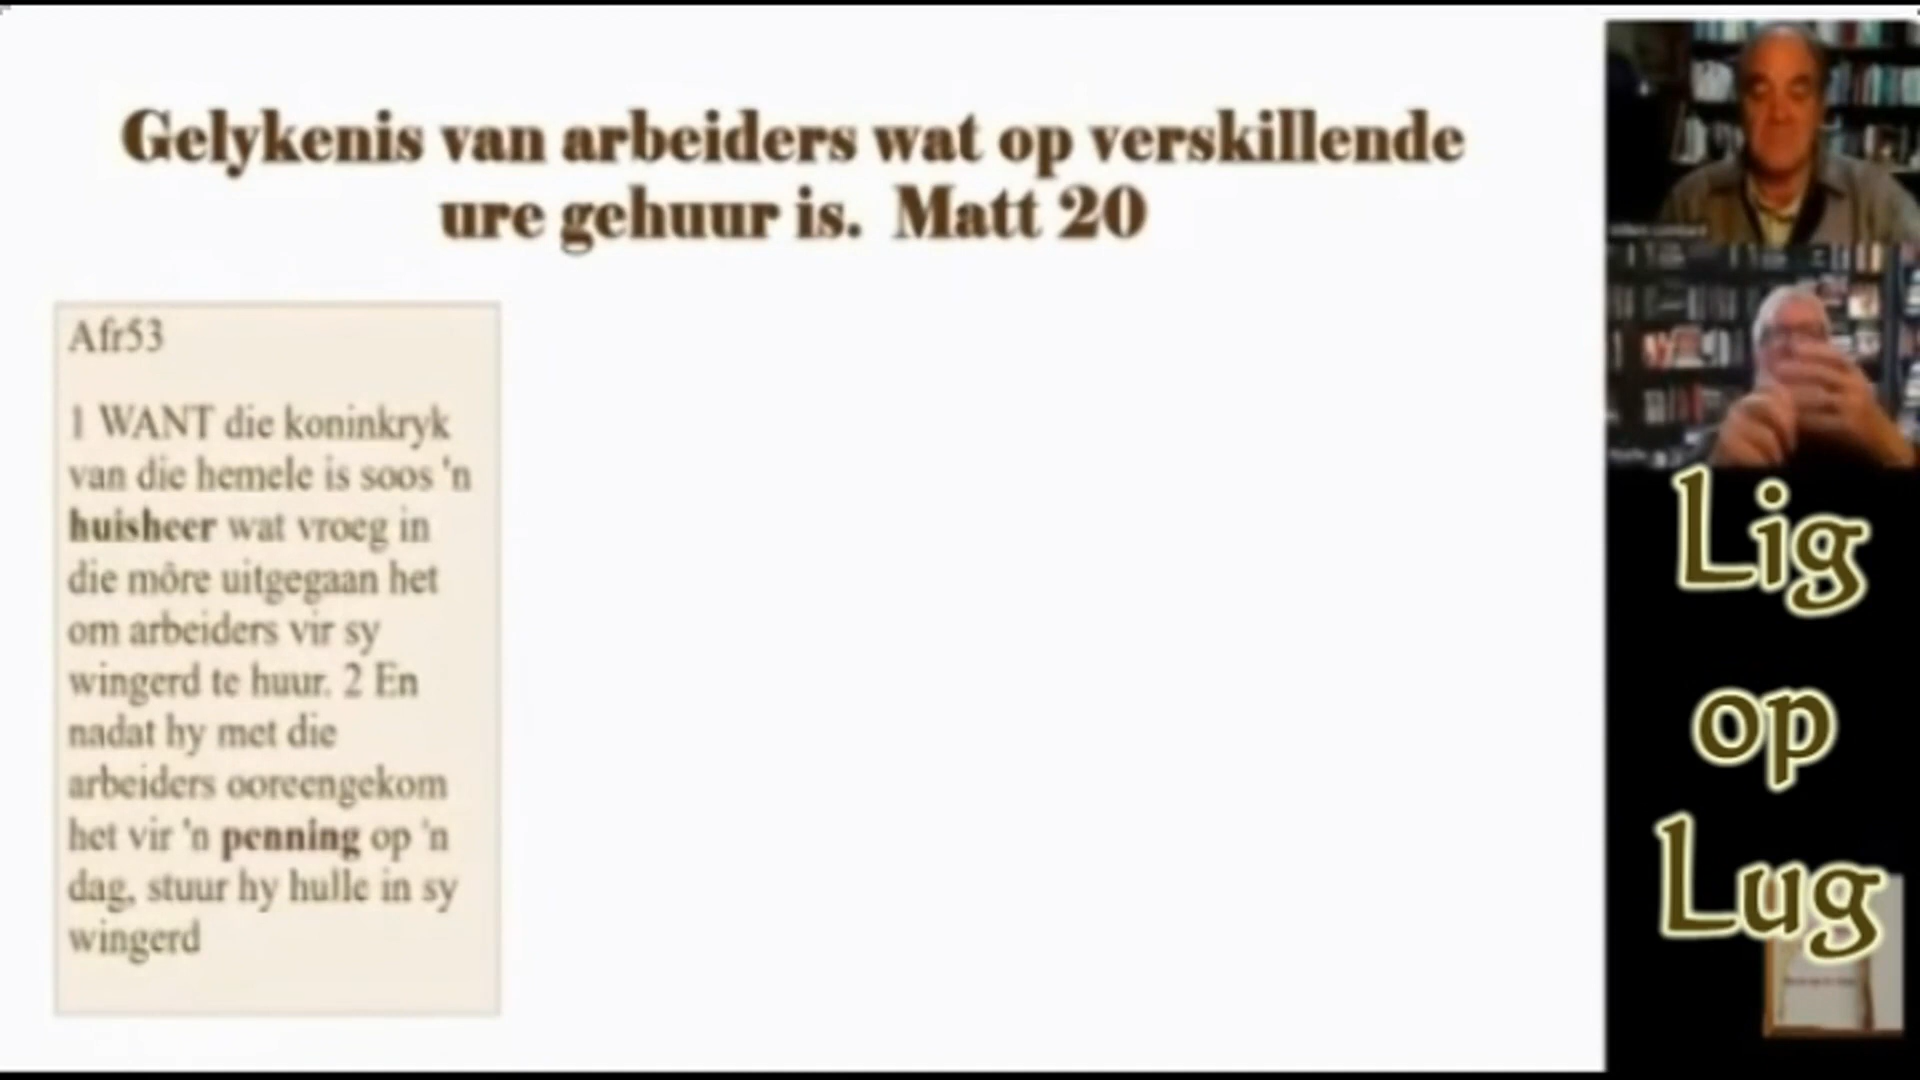 Gelykenis van arbeiders wat op verskillende
ure gehuur is. Matt 20
Afr53
1 WANT die koninkryk
van die hemele is soos 'n
huisheer wat vroeg in
die môre uitgegaan het
om arbeiders vir sy
wingerd te huur. 2 En
nadat hy met die
arbeiders ooreengekom
het vir 'n penning op 'n
dag, stuur hy hulle in sy
wingerd
Lig
op
Lug